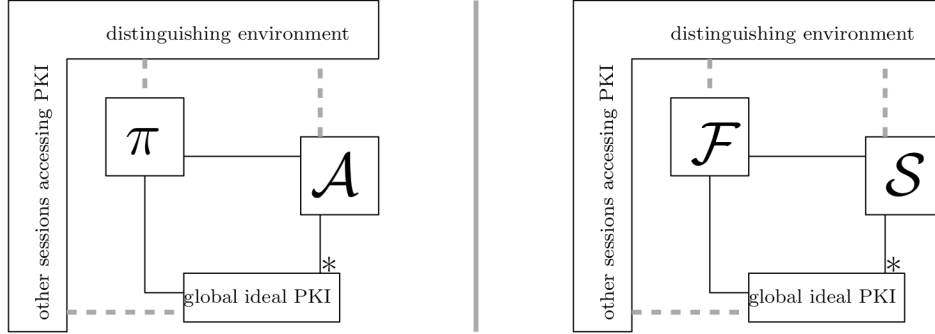 distinguishing environment
other sessions accessing PKI
π
𝒜
*
global ideal PKI
distinguishing environment
other sessions accessing PKI
ℱ
𝒮
*
global ideal PKI